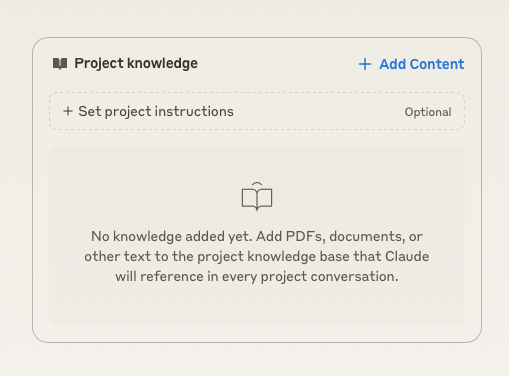 Project knowledge
+ Add Content
+ Set project instructions
Optional
No knowledge added yet. Add PDFs, documents, or
other text to the project knowledge base that Claude
will reference in every project conversation.